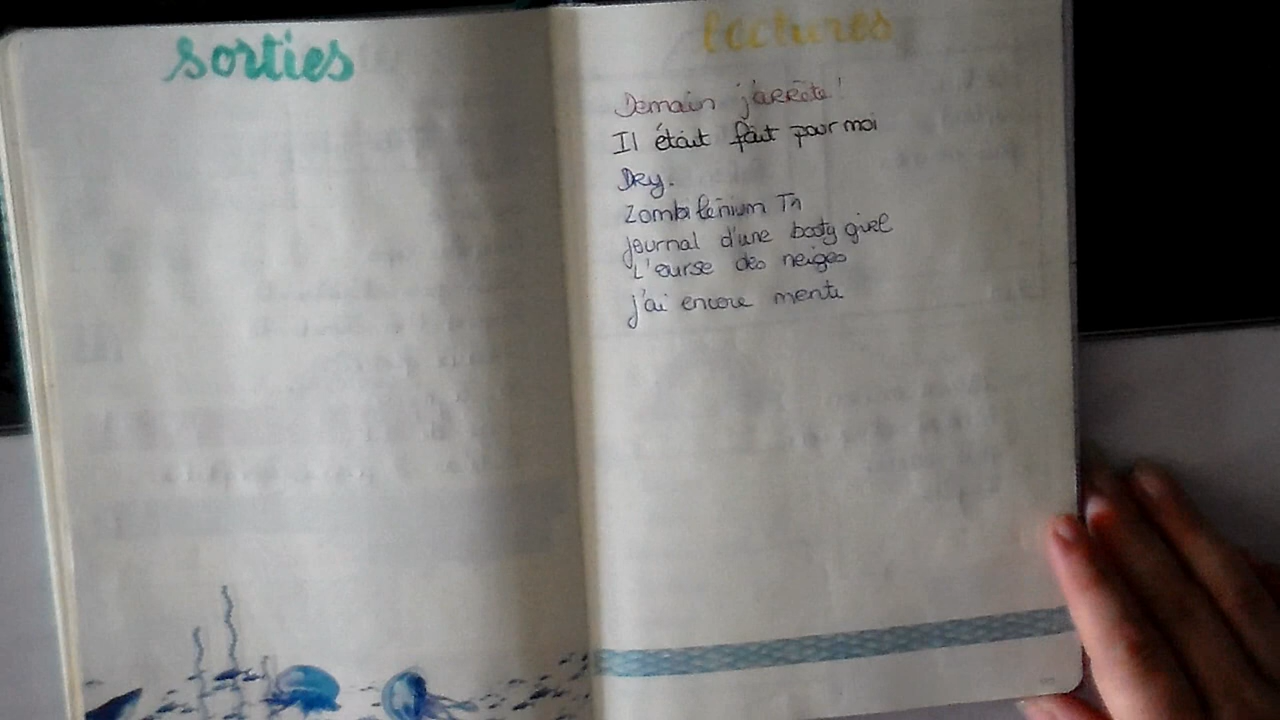 sorties
lectures
Demain j'arrête!
Il était fait pour moi
Dry.
Zombillénium T1
journal d'une booty girl
L'ourse des neiges
j'ai encore menti